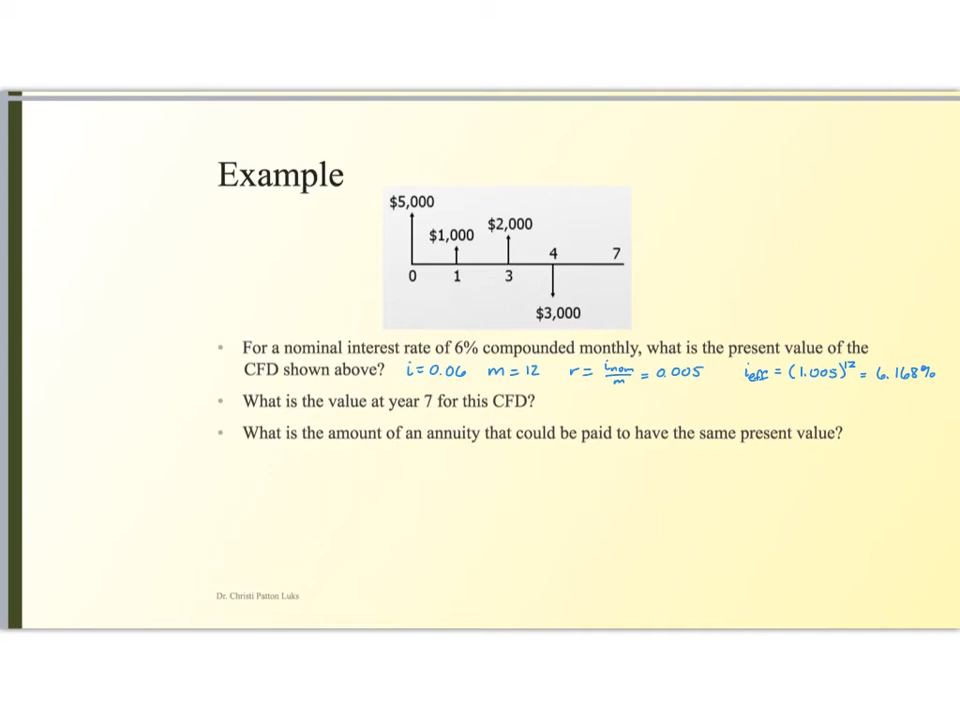 Example
$5,000
$1,000
$2,000
4
7
0
1
3
$3,000
• For a nominal interest rate of 6% compounded monthly, what is the present value of the
CFD shown above? i = 0.06 m = 12 r = inom/m = 0.005 ieff = (1.005)^12 = 6.168%
• What is the value at year 7 for this CFD?
• What is the amount of an annuity that could be paid to have the same present value?
Dr. Christi Patton Luks